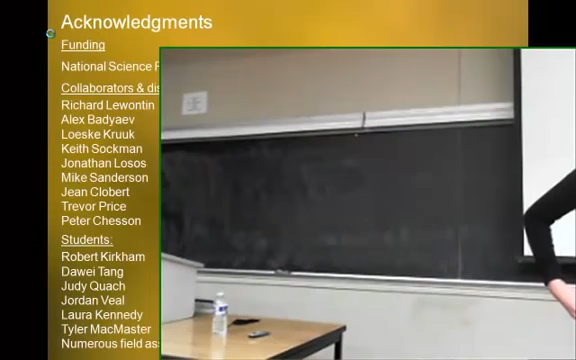 Acknowledgments
Funding
National Science
Collaborators &
Richard Lewontin
Alex Badyaev
Loeske Kruuk
Keith Sockman
Jonathan Losos
Mike Sanderson
Jean Clobert
Trevor Price
Peter Chesson
Students:
Robert Kirkham
Dawei Tang
Judy Quach
Jordan Veal
Laura Kennedy
Tyler MacMaster
Numerous field